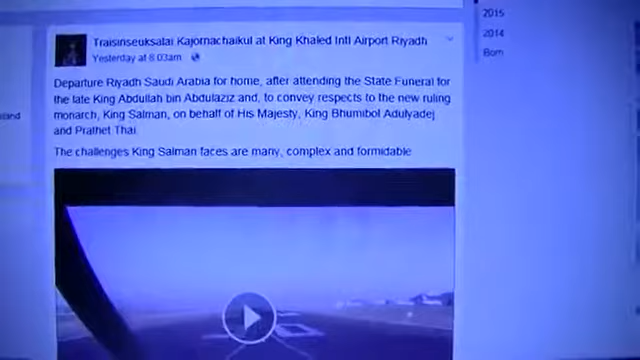 Traisiriseuksalai Kajornachaikul at King Khaled Intl Airport Riyadh
Yesterday at 8:03am
Departure Riyadh Saudi Arabia for home, after attending the State Funeral for
the late King Abdullah bin Abdulaziz and, to convey respects to the new ruling
monarch, King Salman, on behalf of His Majesty, King Bhumibol Adulyadej
and Prathet Thai.
The challenges King Salman faces are many, complex and formidable
2015
2014
Born